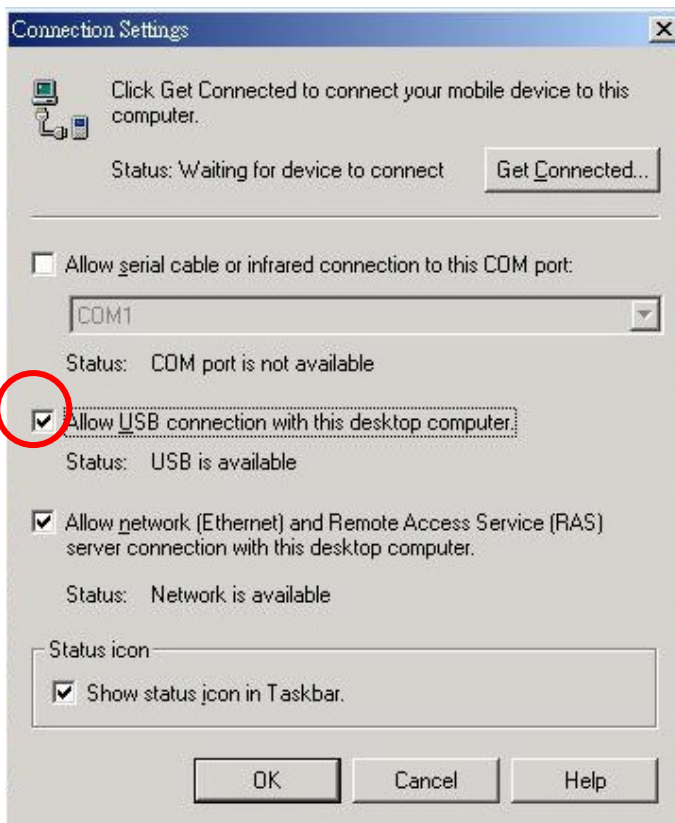 Connection Settings
Click Get Connected to connect your mobile device to this
computer.
Status: Waiting for device to connect
Get Connected...
Allow serial cable or infrared connection to this COM port:
COM1
Status: COM port is not available
Allow USB connection with this desktop computer.
Status: USB is available
Allow network (Ethernet) and Remote Access Service (RAS)
server connection with this desktop computer.
Status: Network is available
Status icon
Show status icon in Taskbar.
OK
Cancel
Help